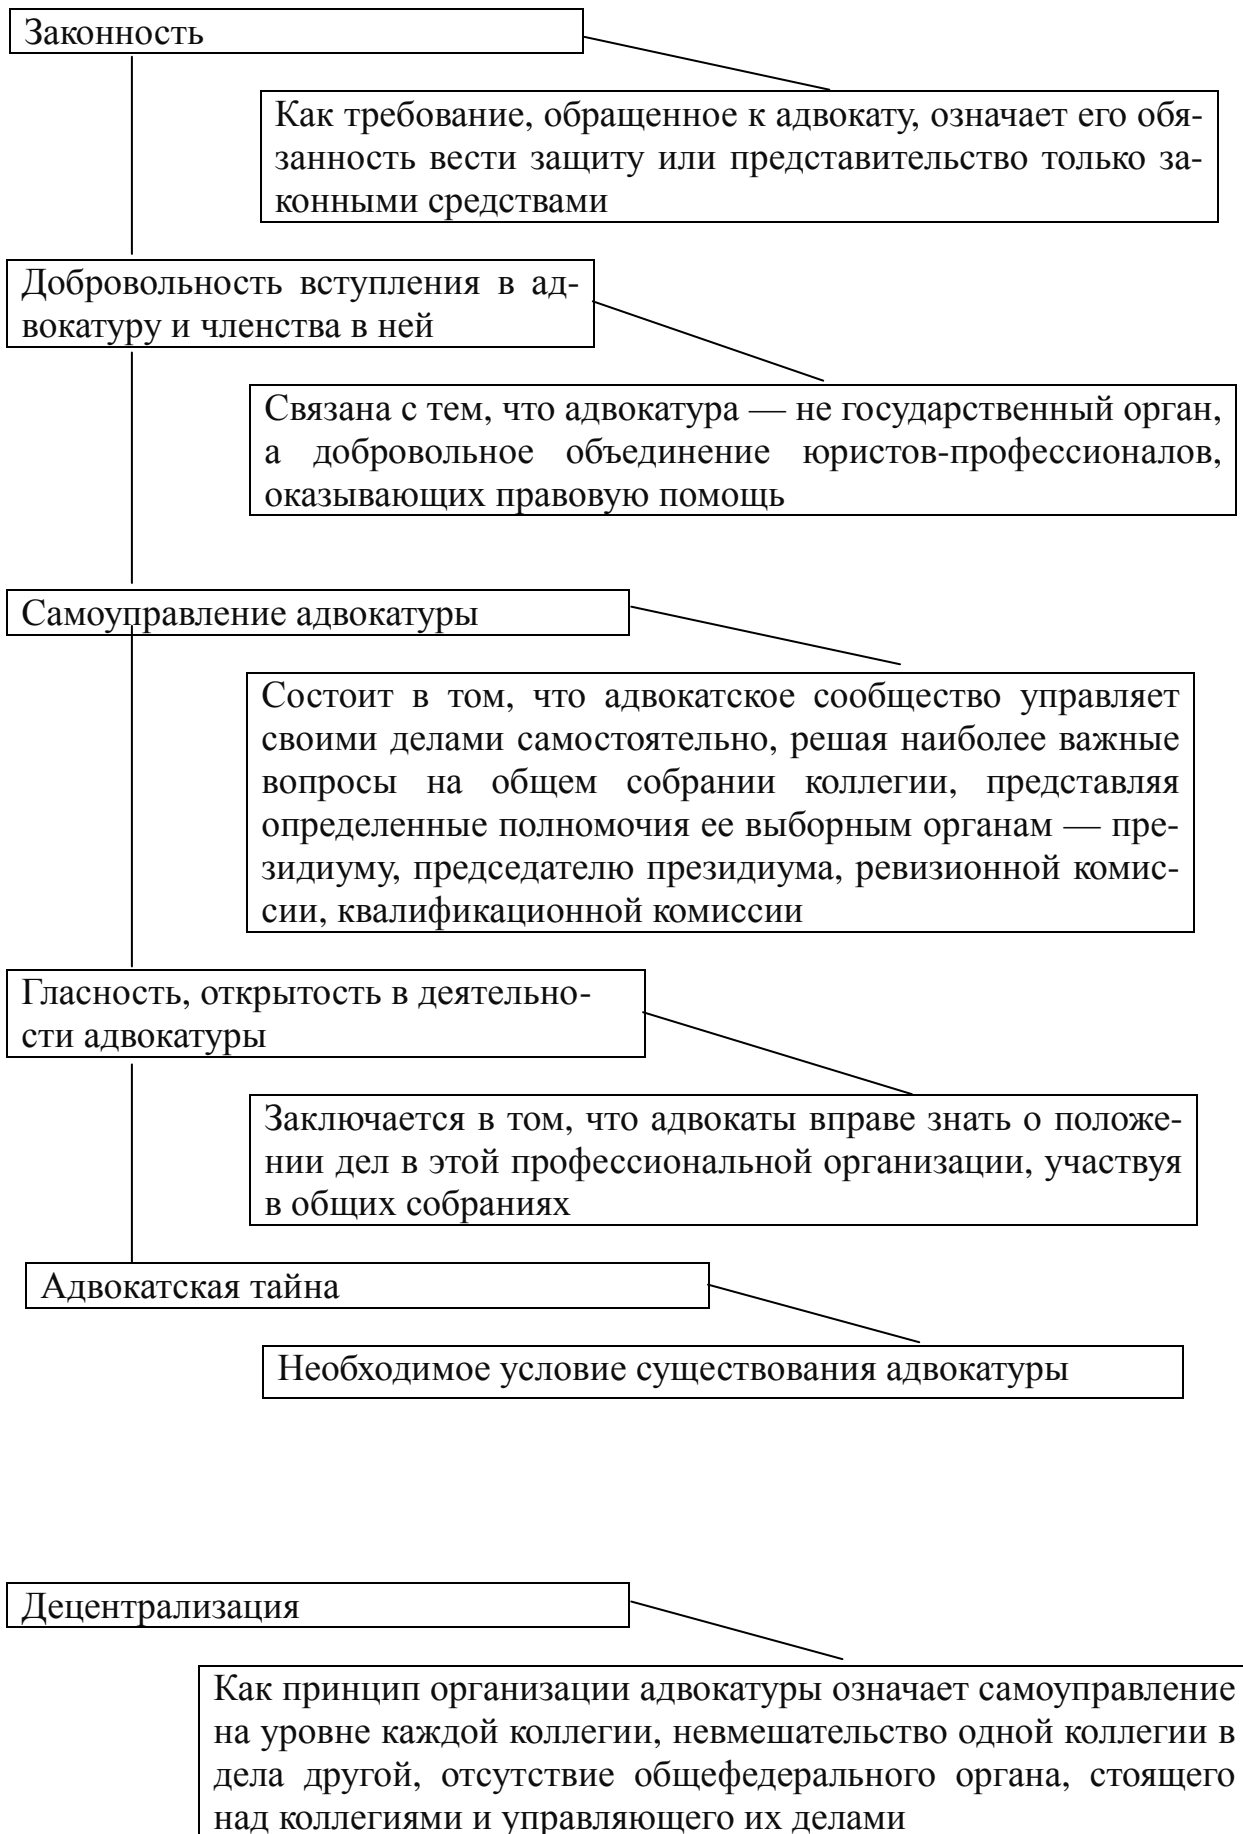 Законность
Как требование, обращенное к адвокату, означает его обя-
занность вести защиту или представительство только за-
конными средствами
Добровольность вступления в ад-
вокатуру и членства в ней
Связана с тем, что адвокатура — не государственный орган,
а добровольное объединение юристов-профессионалов,
оказывающих правовую помощь
Самоуправление адвокатуры
Состоит в том, что адвокатское сообщество управляет
своими делами самостоятельно, решая наиболее важные
вопросы на общем собрании коллегии, представляя
определенные полномочия ее выборным органам — пре-
зидиуму, председателю президиума, ревизионной комис-
сии, квалификационной комиссии
Гласность, открытость в деятельно-
сти адвокатуры
Заключается в том, что адвокаты вправе знать о положе-
нии дел в этой профессиональной организации, участвуя
в общих собраниях
Адвокатская тайна
Необходимое условие существования адвокатуры
Децентрализация
Как принцип организации адвокатуры означает самоуправление
на уровне каждой коллегии, невмешательство одной коллегии в
дела другой, отсутствие общефедерального органа, стоящего
над коллегиями и управляющего их делами